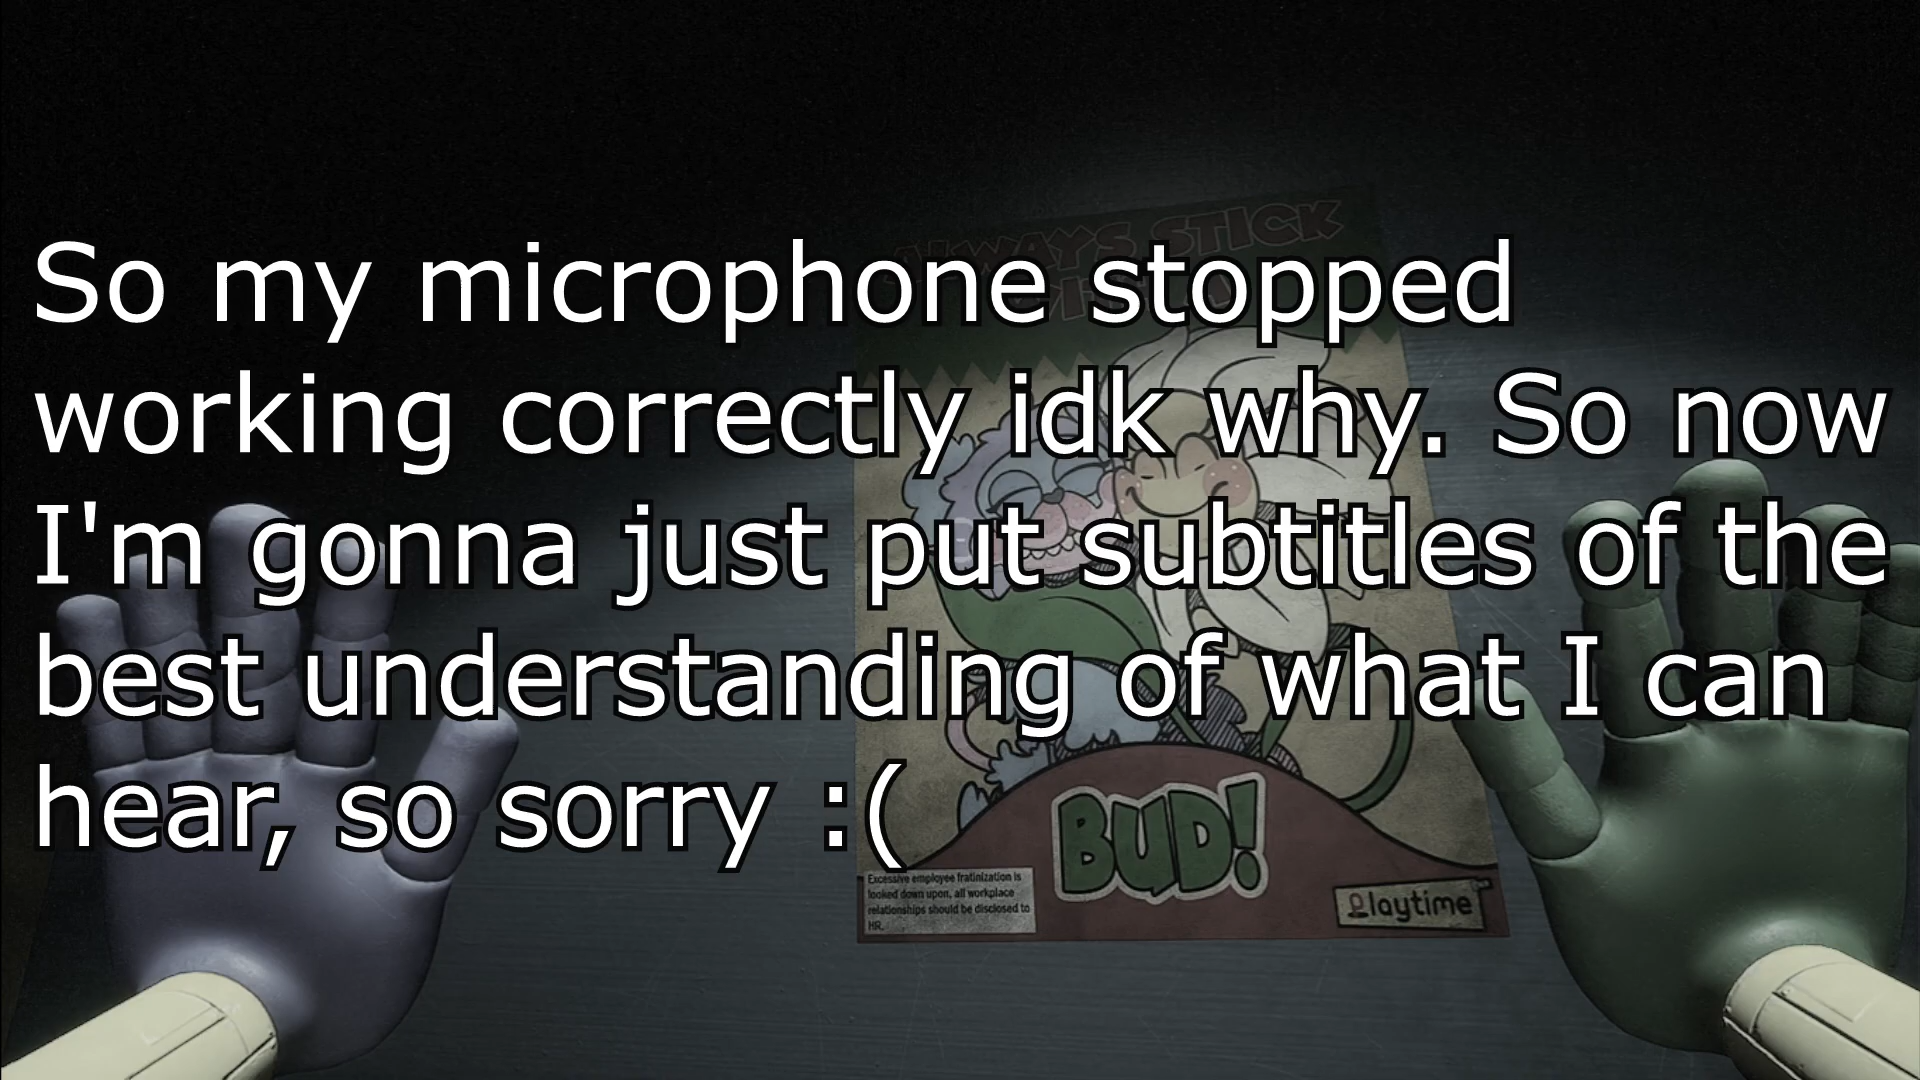 So my microphone stopped
working correctly idk why. So now
I'm gonna just put subtitles of the
best understanding of what I can
hear, so sorry :(
ALWAYS STICK
BUD!
Excessive employee fratinization is
looked down upon, all workplace
relationships should be disclosed to
HR.
Playtime